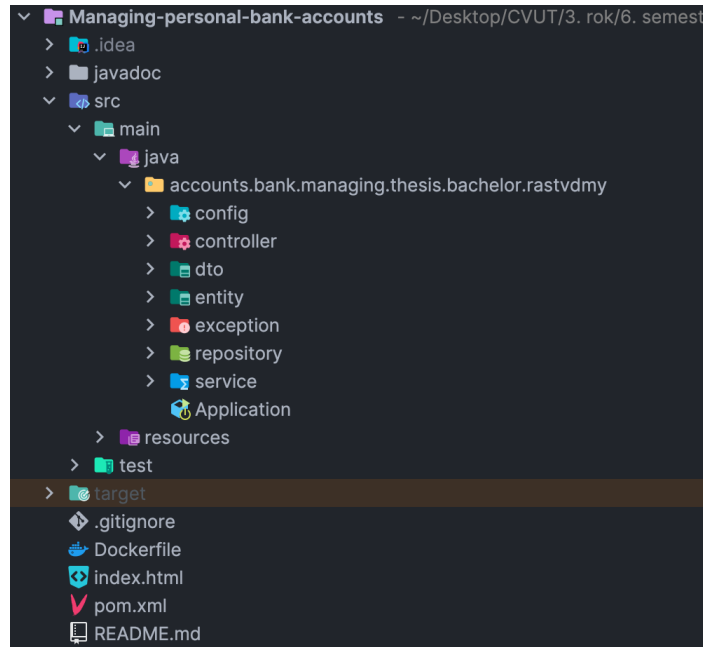 Managing-personal-bank-accounts - ~/Desktop/CVUT/3. rok/6. semest
.idea
javadoc
src
main
java
accounts.bank.managing.thesis.bachelor.rastvdmy
config
controller
dto
entity
exception
repository
service
Application
resources
test
target
.gitignore
Dockerfile
index.html
pom.xml
README.md